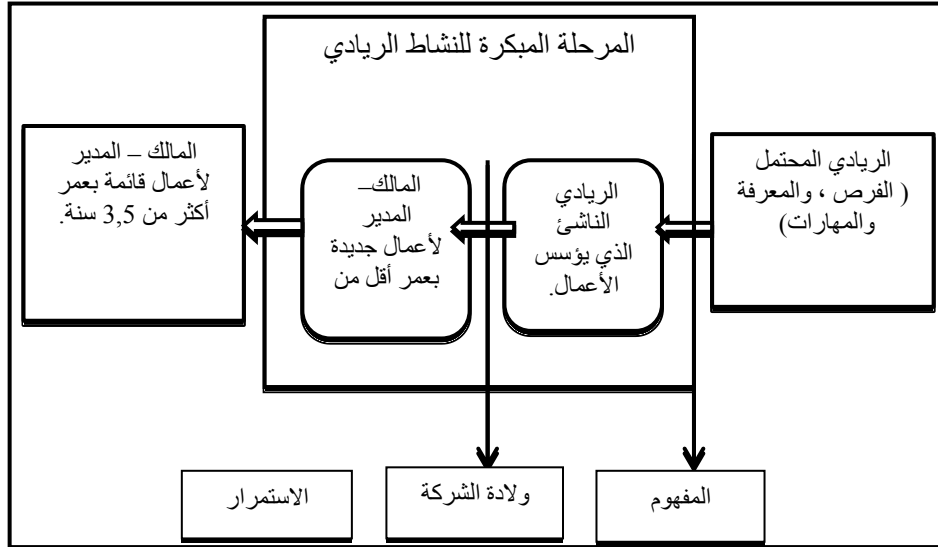 المرحلة المبكرة للنشاط الريادي
الريادي المحتمل
( الفرص ، والمعرفة
والمهارات)
الريادي
الناشئ
الذي يؤسس
الأعمال.
المالك–
المدير
لأعمال جديدة
بعمر أقل من
المالك – المدير
لأعمال قائمة بعمر
أكثر من 3,5 سنة.
المفهوم
ولادة الشركة
الاستمرار